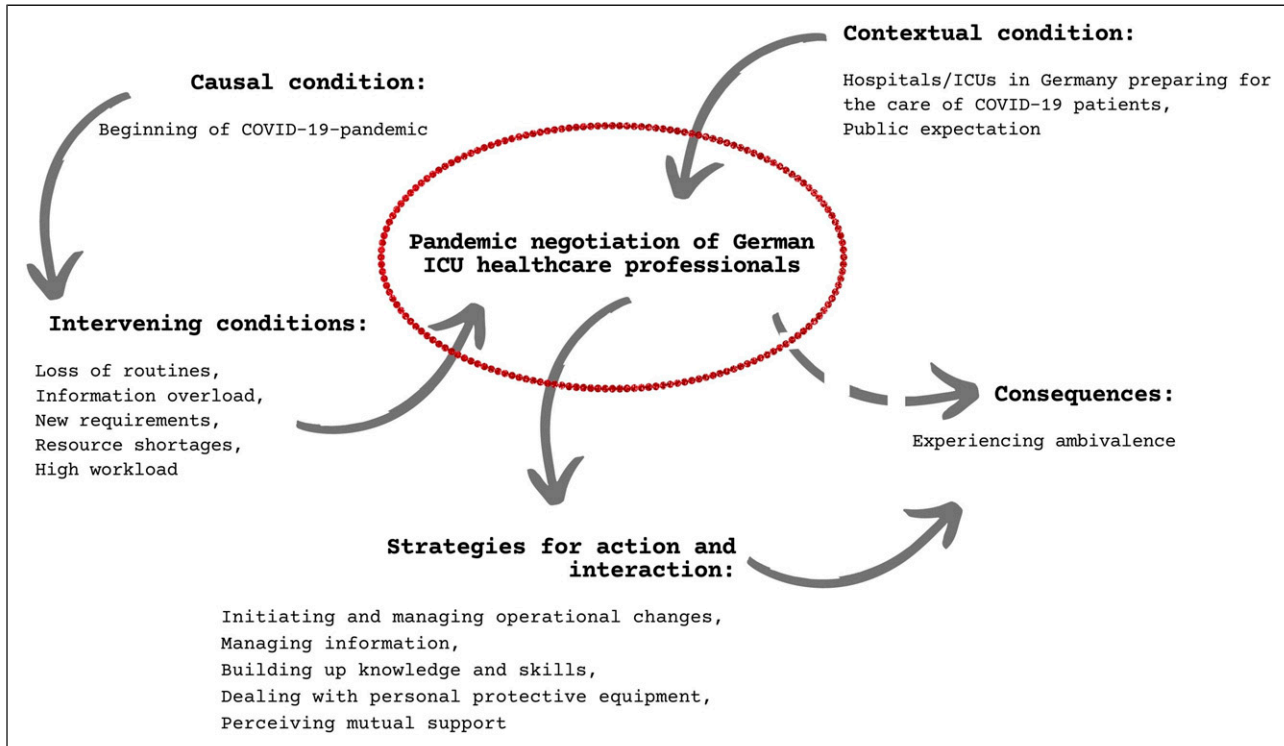 Causal condition:
Beginning of COVID-19-pandemic
Contextual condition:
Hospitals/ICUs in Germany preparing for
the care of COVID-19 patients,
Public expectation
Pandemic negotiation of German
ICU healthcare professionals
Intervening conditions:
Loss of routines,
Information overload,
New requirements,
Resource shortages,
High workload
Consequences:
Experiencing ambivalence
Strategies for action and
interaction:
Initiating and managing operational changes,
Managing information,
Building up knowledge and skills,
Dealing with personal protective equipment,
Perceiving mutual support